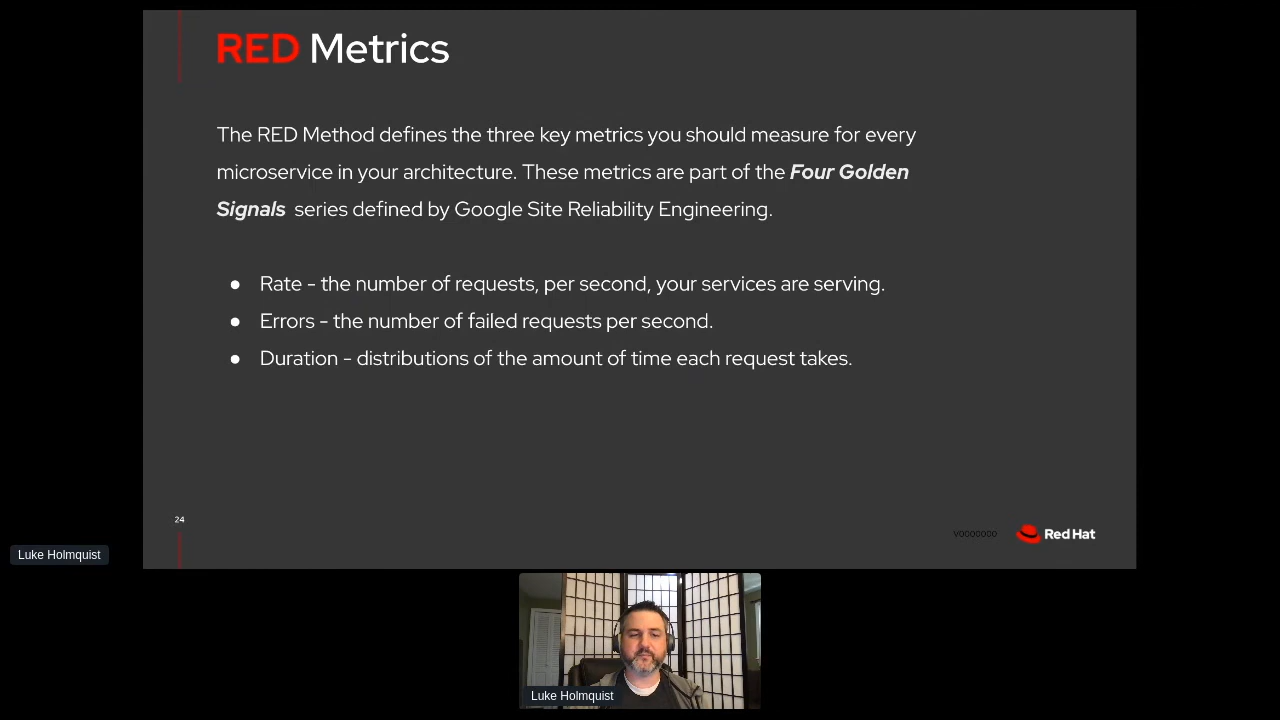 RED Metrics
The RED Method defines the three key metrics you should measure for every
microservice in your architecture. These metrics are part of the Four Golden
Signals series defined by Google Site Reliability Engineering.
● Rate - the number of requests, per second, your services are serving.
● Errors - the number of failed requests per second.
● Duration - distributions of the amount of time each request takes.
24
V0000000
Red Hat
Luke Holmquist
Luke Holmquist